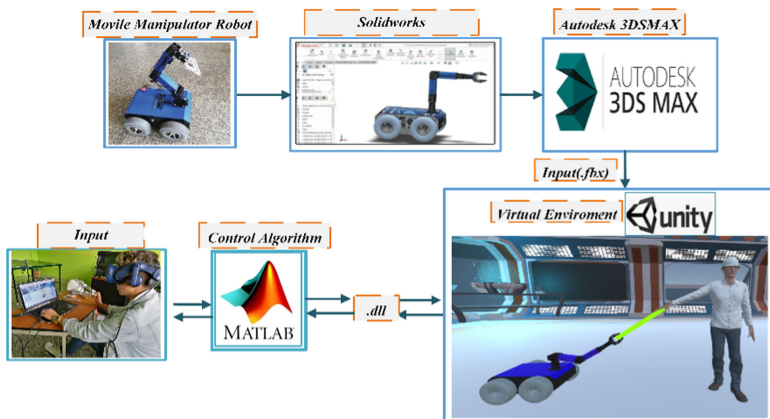 Movile Manipulator Robot
Solidworks
Autodesk 3DSMAX
AUTODESK
3DS MAX
Input(.fbx)
Virtual Enviroment
unity
Input
Control Algorithm
MATLAB
.dll